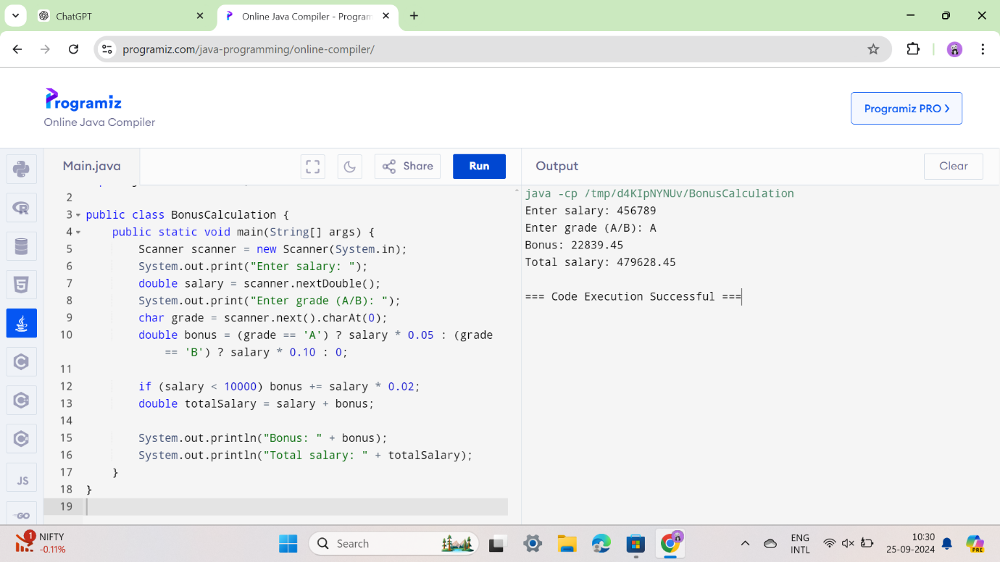 ChatGPT
Online Java Compiler - Program
programiz.com/java-programming/online-compiler/
Programiz
Online Java Compiler
Programiz PRO
Main.java
Share
Run
Output
Clear
2
3 public class BonusCalculation {
4 public static void main(String[] args) {
5 Scanner scanner = new Scanner(System.in);
6 System.out.print("Enter salary: ");
7 double salary = scanner.nextDouble();
8 System.out.print("Enter grade (A/B): ");
9 char grade = scanner.next().charAt(0);
10 double bonus = (grade == 'A') ? salary * 0.05 : (grade
== 'B') ? salary * 0.10 : 0;
11
12 if (salary < 10000) bonus += salary * 0.02;
13 double totalSalary = salary + bonus;
14
15 System.out.println("Bonus: " + bonus);
16 System.out.println("Total salary: " + totalSalary);
17 }
18 }
19
java -cp /tmp/d4KIpNYNUv/BonusCalculation
Enter salary: 456789
Enter grade (A/B): A
Bonus: 22839.45
Total salary: 479628.45
=== Code Execution Successful ===
JS
GO
1
NIFTY
-0.11%
Search
ENG
INTL
10:30
25-09-2024
PRE